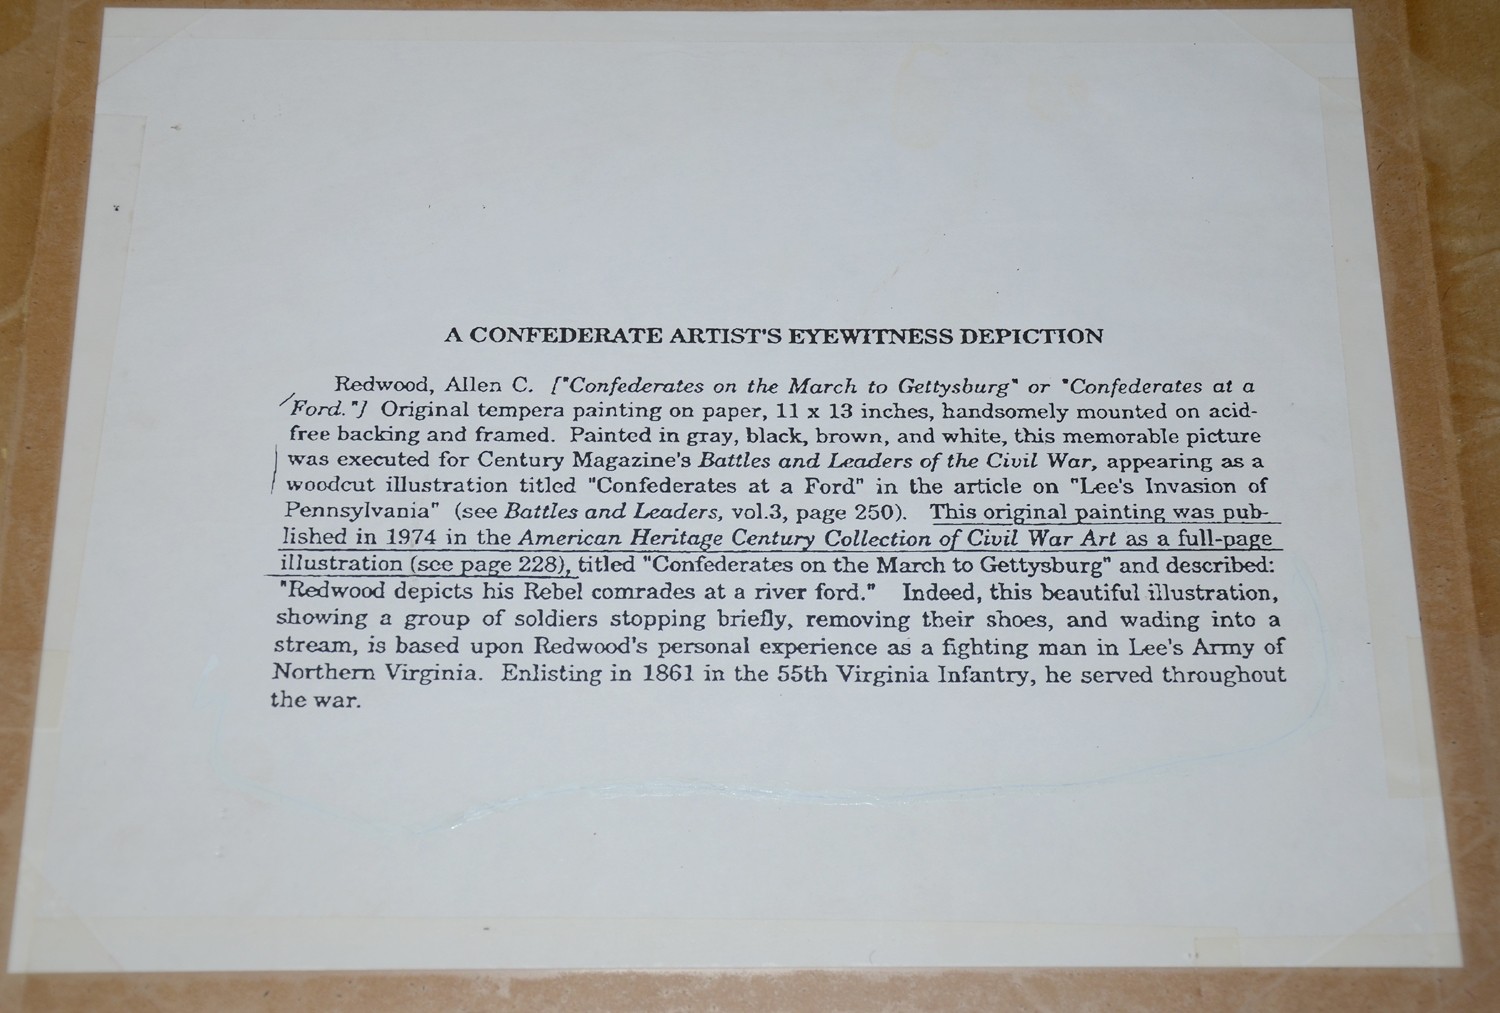 A CONFEDERATE ARTIST'S EYEWITNESS DEPICTION
Redwood, Allen C. ["Confederates on the March to Gettysburg" or "Confederates at a
Ford."] Original tempera painting on paper, 11 x 13 inches, handsomely mounted on acid-
free backing and framed. Painted in gray, black, brown, and white, this memorable picture
was executed for Century Magazine's Battles and Leaders of the Civil War, appearing as a
woodcut illustration titled "Confederates at a Ford" in the article on "Lee's Invasion of
Pennsylvania" (see Battles and Leaders, vol.3, page 250). This original painting was pub-
lished in 1974 in the American Heritage Century Collection of Civil War Art as a full-page
illustration (see page 228), titled "Confederates on the March to Gettysburg" and described:
"Redwood depicts his Rebel comrades at a river ford." Indeed, this beautiful illustration,
showing a group of soldiers stopping briefly, removing their shoes, and wading into a
stream, is based upon Redwood's personal experience as a fighting man in Lee's Army of
Northern Virginia. Enlisting in 1861 in the 55th Virginia Infantry, he served throughout
the war.